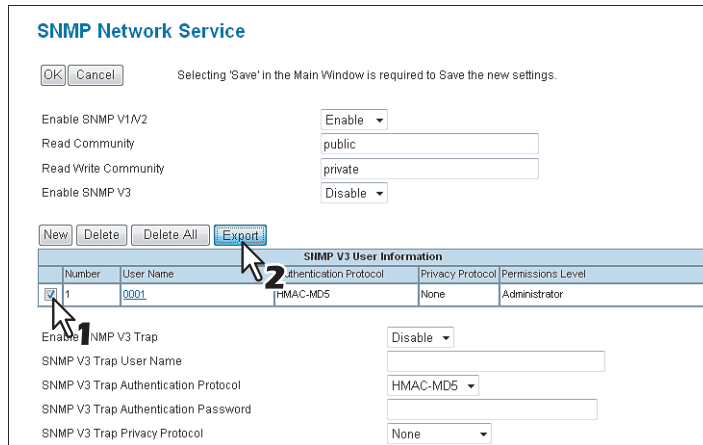 SNMP Network Service
OK Cancel Selecting 'Save' in the Main Window is required to Save the new settings.
Enable SNMP V1/V2 Enable
Read Community public
Read Write Community private
Enable SNMP V3 Disable
New Delete Delete All Export
SNMP V3 User Information
Number User Name Authentication Protocol Privacy Protocol Permissions Level
1 0001 HMAC-MD5 None Administrator
2
1
Enable SNMP V3 Trap Disable
SNMP V3 Trap User Name
SNMP V3 Trap Authentication Protocol HMAC-MD5
SNMP V3 Trap Authentication Password
SNMP V3 Trap Privacy Protocol None